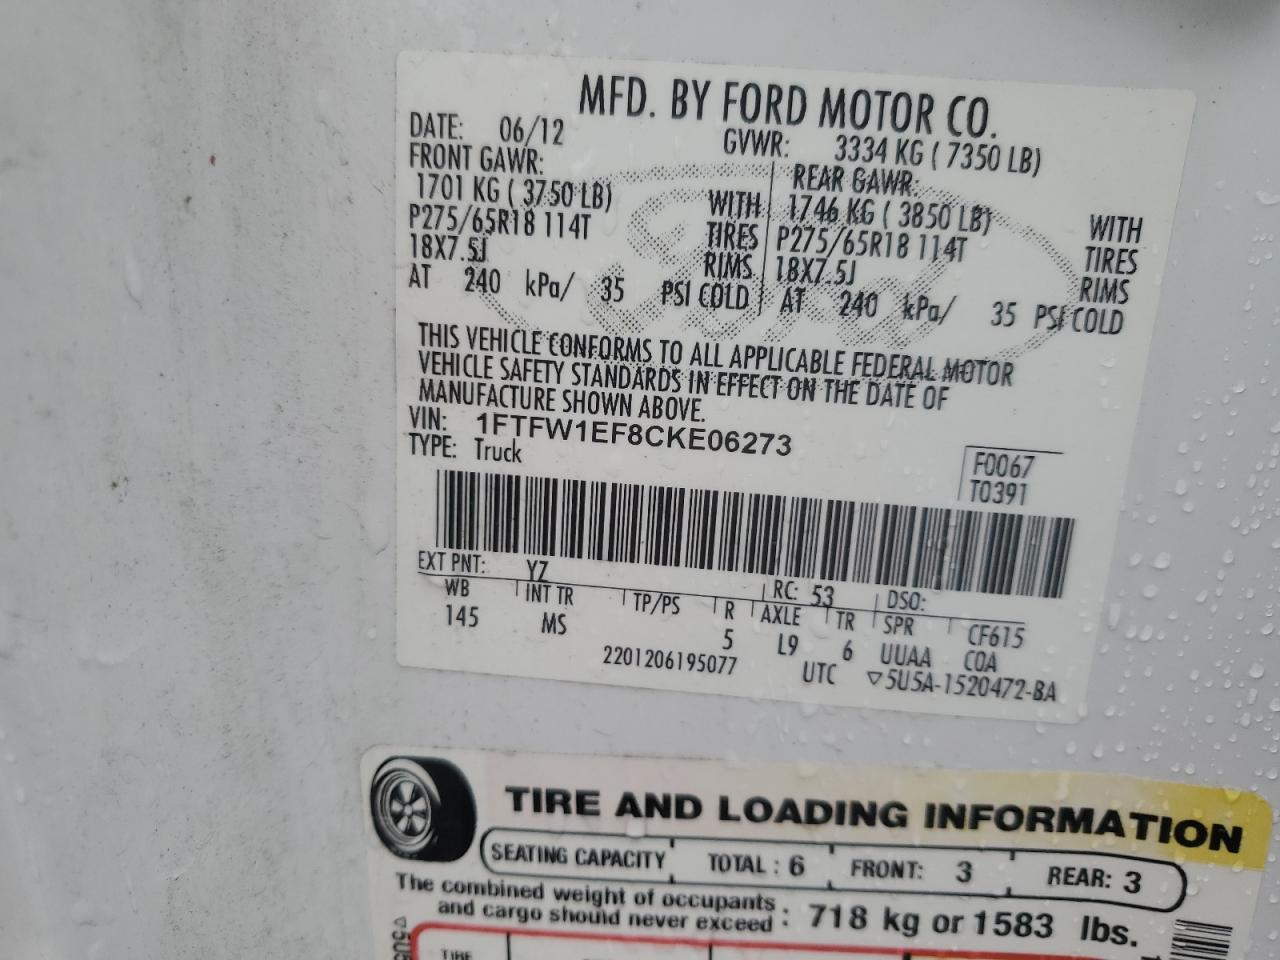 MFD. BY FORD MOTOR CO.
DATE: 06/12 GVWR: 3334 KG ( 7350 LB)
FRONT GAWR: REAR GAWR:
1701 KG ( 3750 LB) WITH 1746 KG ( 3850 LB) WITH
P275/65R18 114T TIRES P275/65R18 114T TIRES
18X7.5J RIMS 18X7.5J RIMS
AT 240 kPa/ 35 PSI COLD AT 240 kPa/ 35 PSI COLD
THIS VEHICLE CONFORMS TO ALL APPLICABLE FEDERAL MOTOR
VEHICLE SAFETY STANDARDS IN EFFECT ON THE DATE OF
MANUFACTURE SHOWN ABOVE.
VIN: 1FTFW1EF8CKE06273
TYPE: Truck
F0067
T0391
EXT PNT: YZ RC: 53 DSO:
WB INT TR TP/PS R AXLE TR SPR CF615
145 MS 5 L9 6 UUAA COA
2201206195077 UTC ▽5U5A-1520472-BA
TIRE AND LOADING INFORMATION
SEATING CAPACITY TOTAL : 6 FRONT: 3 REAR: 3
The combined weight of occupants
and cargo should never exceed : 718 kg or 1583 lbs.
TIRE